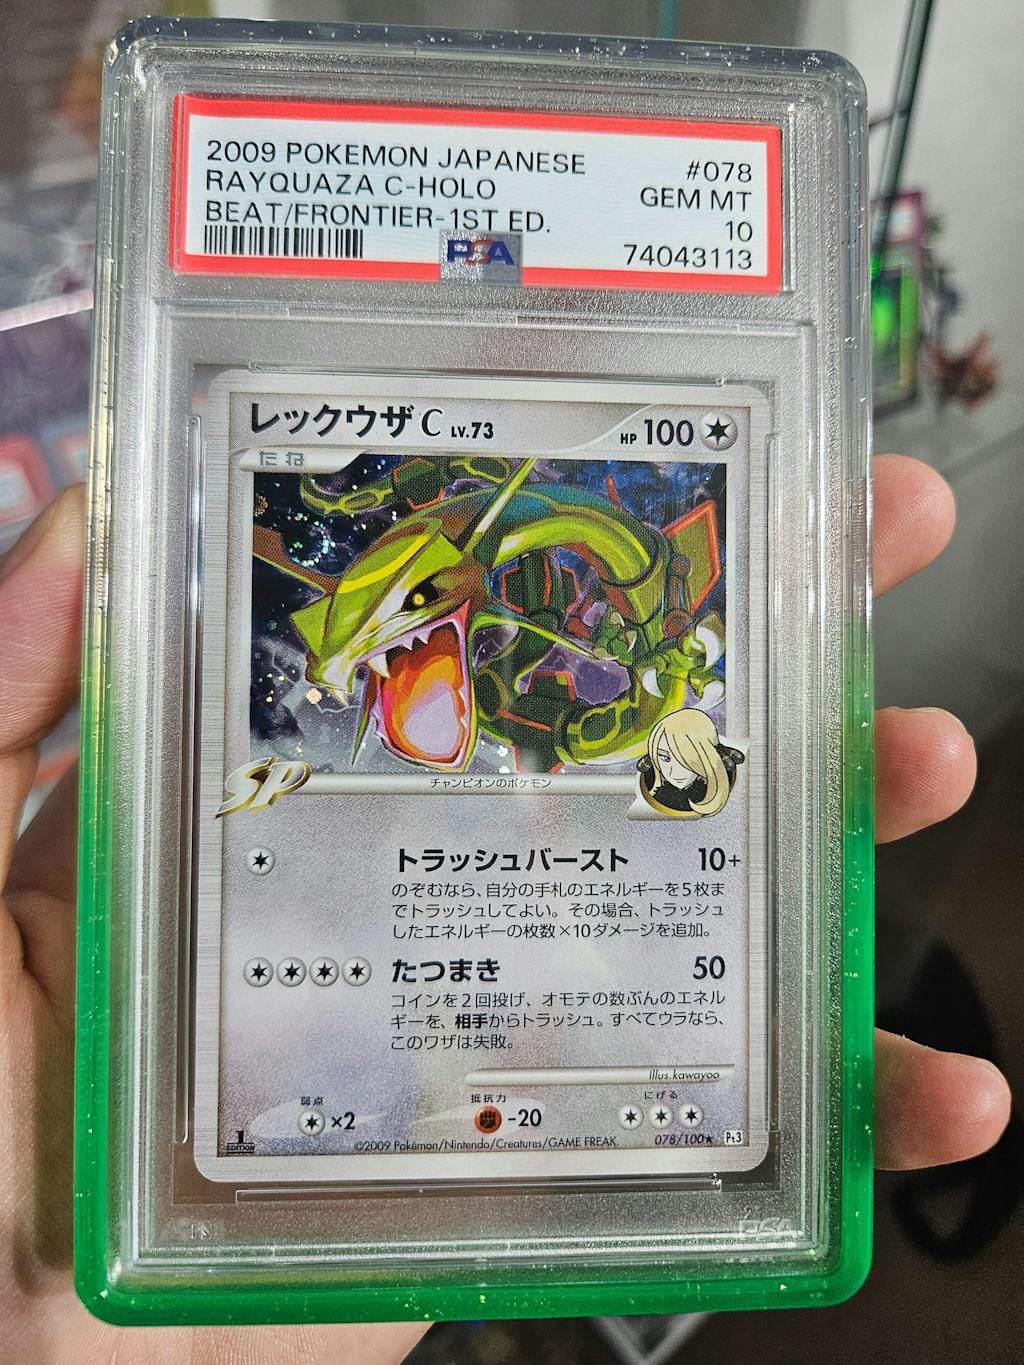 2009 POKEMON JAPANESE
RAYQUAZA C-HOLO
BEAT/FRONTIER-1ST ED.
#078
GEM MT
10
74043113
PSA
レックウザ C LV.73
HP 100
たね
SP
チャンピオンのポケモン
トラッシュバースト 10+
のぞむなら、自分の手札のエネルギーを5枚ま
でトラッシュしてよい。その場合、トラッシュ
したエネルギーの枚数×10ダメージを追加。
たつまき 50
コインを2回投げ、オモテの数ぶんのエネル
ギーを、相手からトラッシュ。すべてウラなら、
このワザは失敗。
Illus.kawayoo
弱点 ×2
抵抗力 -20
にげる
1 EDITION
©2009 Pokémon/Nintendo/Creatures/GAME FREAK.
078/100★ Pt3
PSA